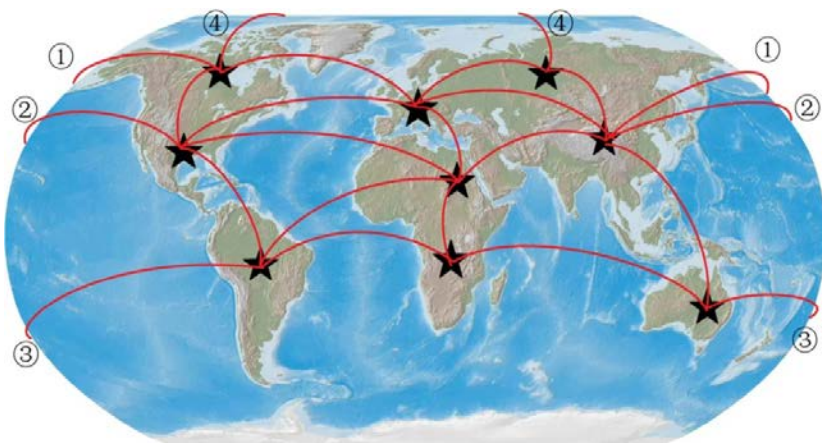 ④ ④
① ①
② ②
③ ③